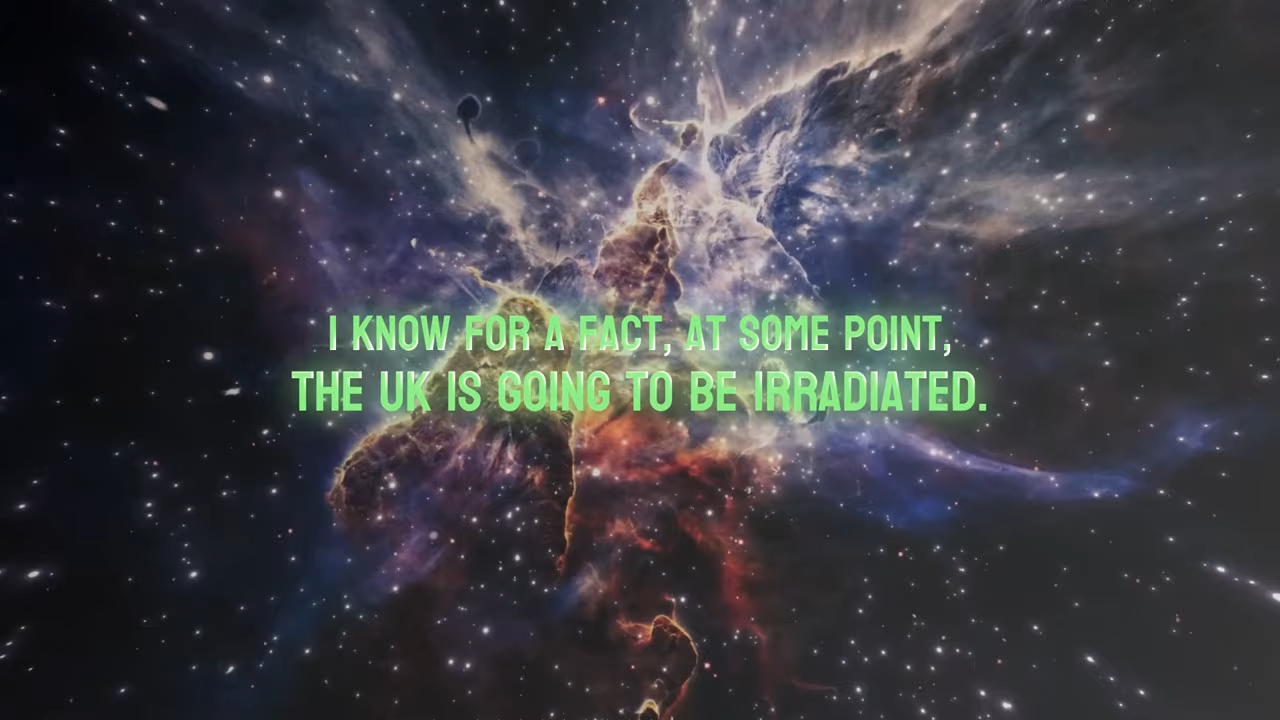 I KNOW FOR A FACT, AT SOME POINT,
THE UK IS GOING TO BE IRRADIATED.